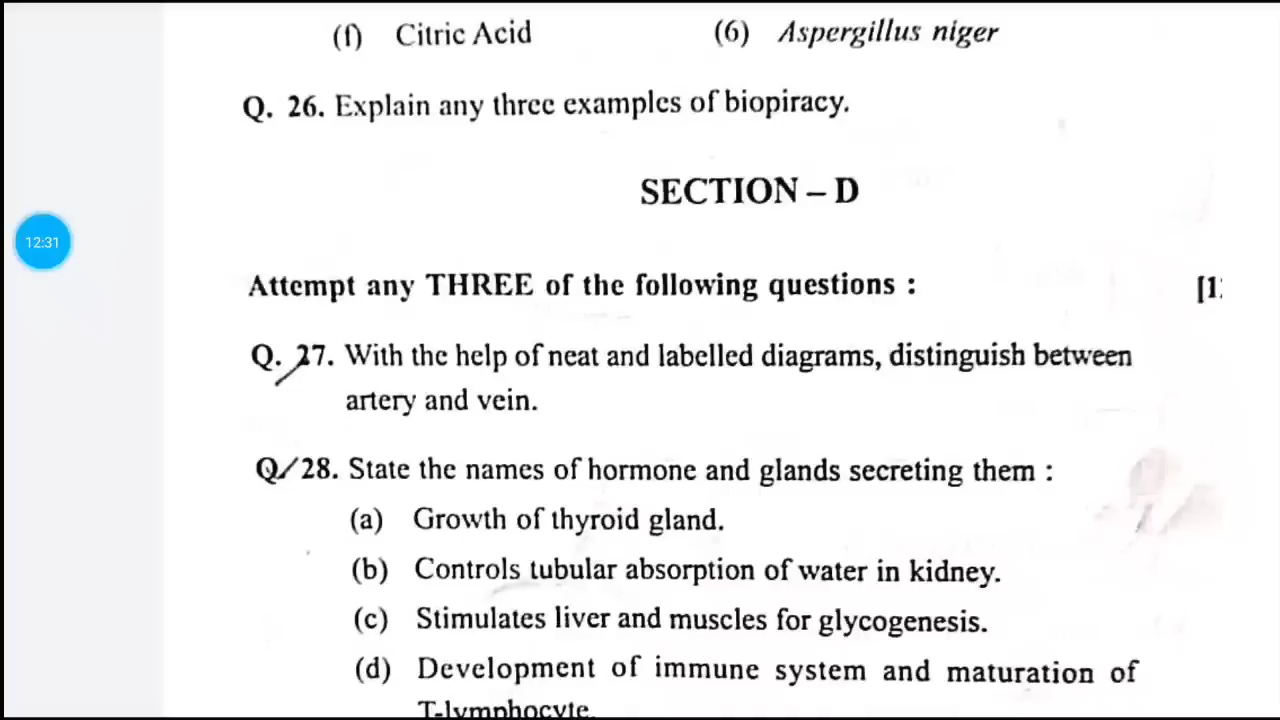 (f) Citric Acid (6) Aspergillus niger
Q. 26. Explain any three examples of biopiracy.
SECTION – D
12:31
Attempt any THREE of the following questions : [1
Q. 27. With the help of neat and labelled diagrams, distinguish between
artery and vein.
Q. 28. State the names of hormone and glands secreting them :
(a) Growth of thyroid gland.
(b) Controls tubular absorption of water in kidney.
(c) Stimulates liver and muscles for glycogenesis.
(d) Development of immune system and maturation of
T-lymphocyte.